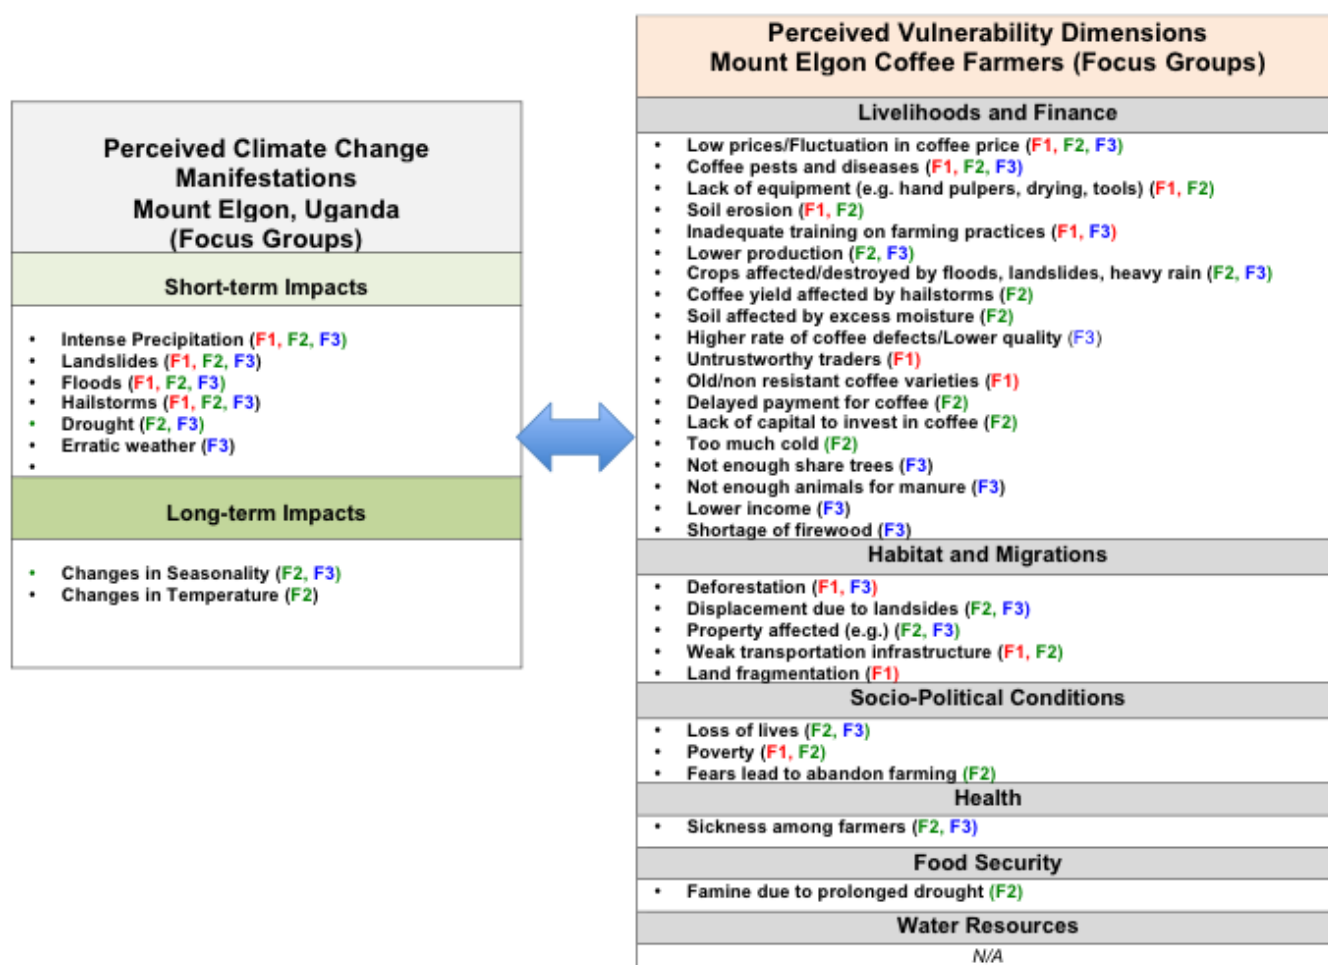 Perceived Climate Change
Manifestations
Mount Elgon, Uganda
(Focus Groups)
Short-term Impacts
• Intense Precipitation (F1, F2, F3)
• Landslides (F1, F2, F3)
• Floods (F1, F2, F3)
• Hailstorms (F1, F2, F3)
• Drought (F2, F3)
• Erratic weather (F3)
•
Long-term Impacts
• Changes in Seasonality (F2, F3)
• Changes in Temperature (F2)
Perceived Vulnerability Dimensions
Mount Elgon Coffee Farmers (Focus Groups)
Livelihoods and Finance
• Low prices/Fluctuation in coffee price (F1, F2, F3)
• Coffee pests and diseases (F1, F2, F3)
• Lack of equipment (e.g. hand pulpers, drying, tools) (F1, F2)
• Soil erosion (F1, F2)
• Inadequate training on farming practices (F1, F3)
• Lower production (F2, F3)
• Crops affected/destroyed by floods, landslides, heavy rain (F2, F3)
• Coffee yield affected by hailstorms (F2)
• Soil affected by excess moisture (F2)
• Higher rate of coffee defects/Lower quality (F3)
• Untrustworthy traders (F1)
• Old/non resistant coffee varieties (F1)
• Delayed payment for coffee (F2)
• Lack of capital to invest in coffee (F2)
• Too much cold (F2)
• Not enough share trees (F3)
• Not enough animals for manure (F3)
• Lower income (F3)
• Shortage of firewood (F3)
Habitat and Migrations
• Deforestation (F1, F3)
• Displacement due to landsides (F2, F3)
• Property affected (e.g.) (F2, F3)
• Weak transportation infrastructure (F1, F2)
• Land fragmentation (F1)
Socio-Political Conditions
• Loss of lives (F2, F3)
• Poverty (F1, F2)
• Fears lead to abandon farming (F2)
Health
• Sickness among farmers (F2, F3)
Food Security
• Famine due to prolonged drought (F2)
Water Resources
N/A